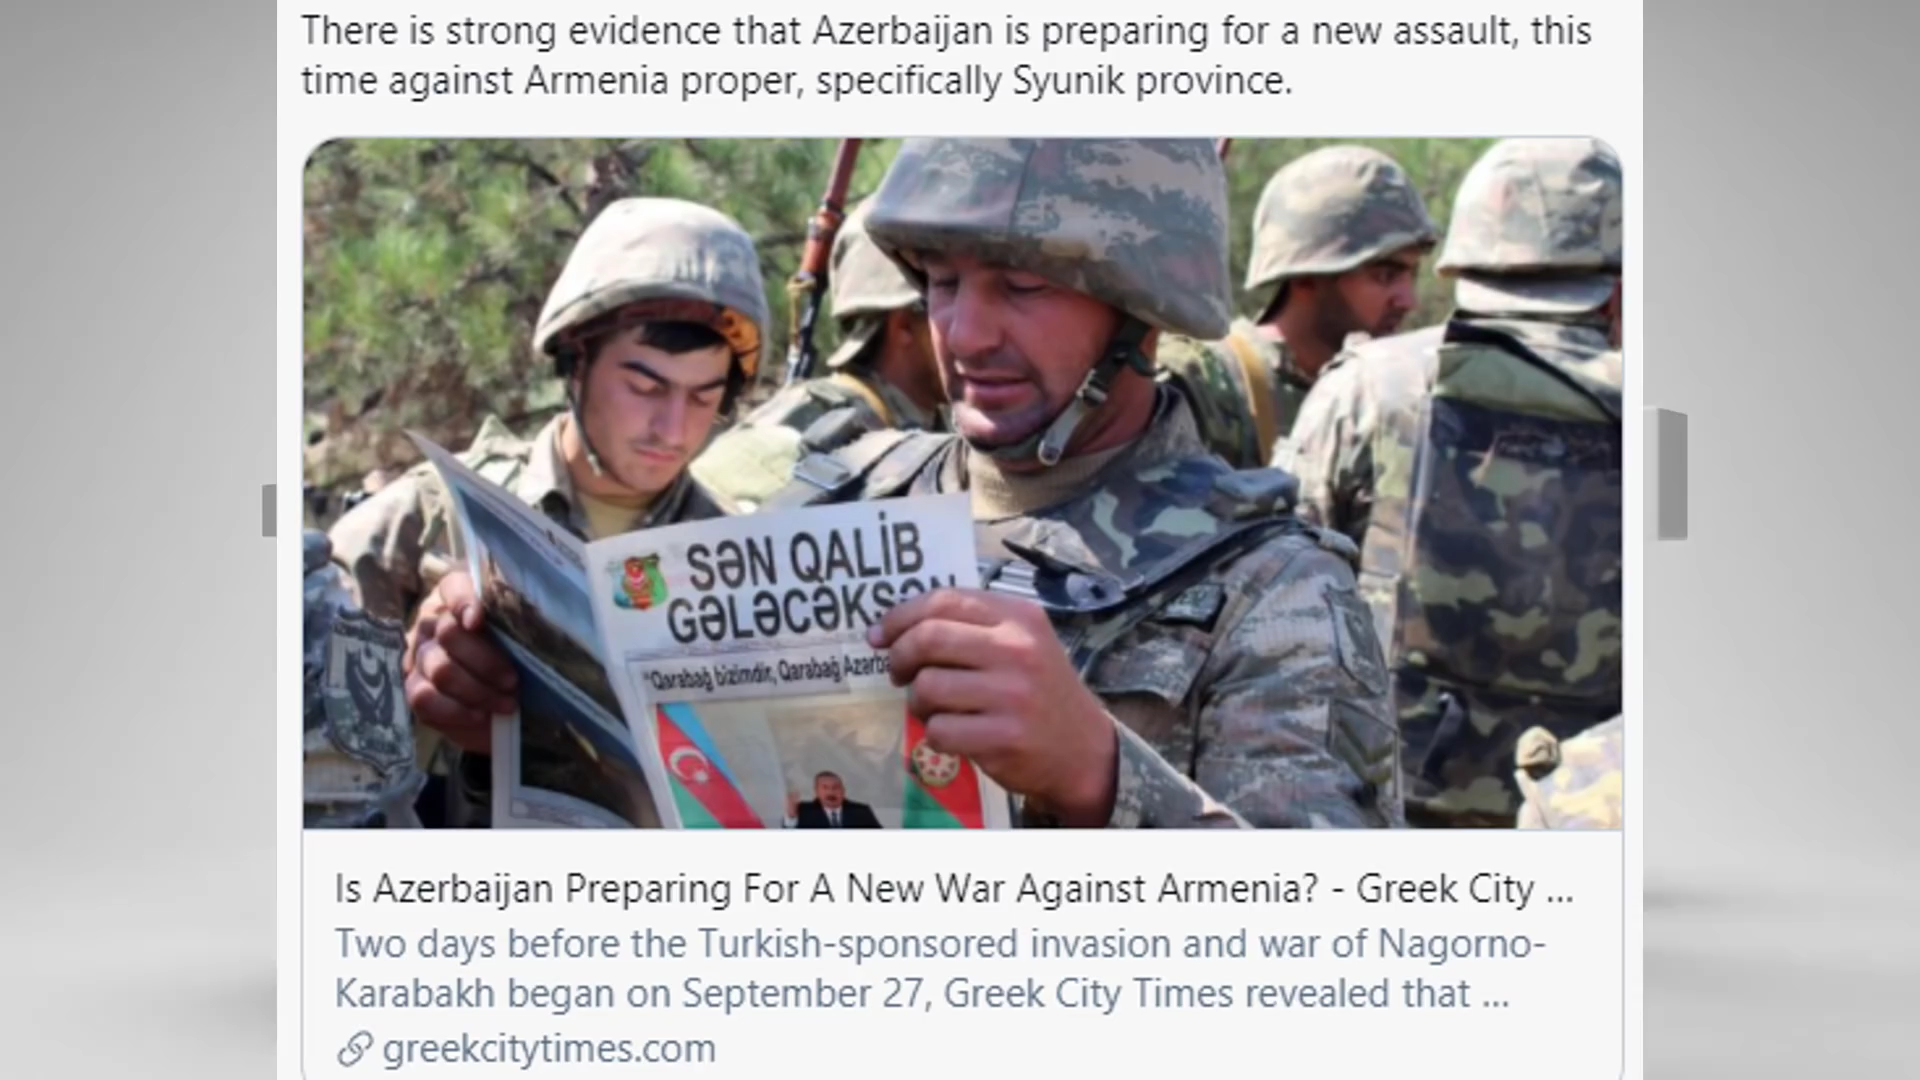 There is strong evidence that Azerbaijan is preparing for a new assault, this
time against Armenia proper, specifically Syunik province.
SƏN QALİB
GƏLƏCƏKSƏN
"Qarabağ bizimdir, Qarabağ Azərba
Is Azerbaijan Preparing For A New War Against Armenia? - Greek City ...
Two days before the Turkish-sponsored invasion and war of Nagorno-
Karabakh began on September 27, Greek City Times revealed that ...
greekcitytimes.com